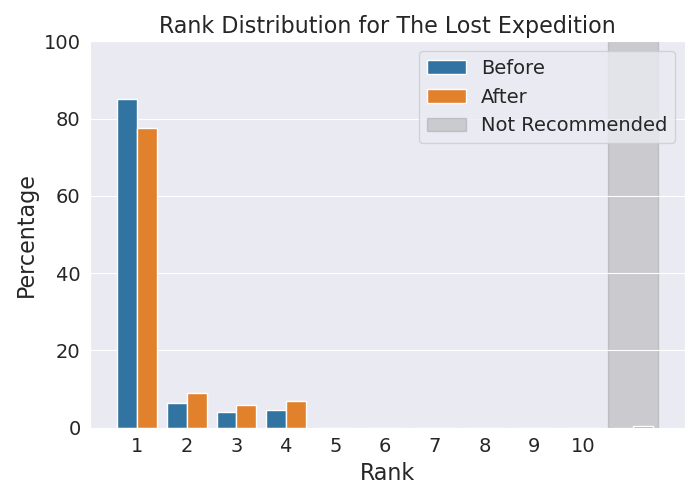 Rank Distribution for The Lost Expedition
100
80
60
40
20
0
Percentage
Before
After
Not Recommended
1 2 3 4 5 6 7 8 9 10
Rank